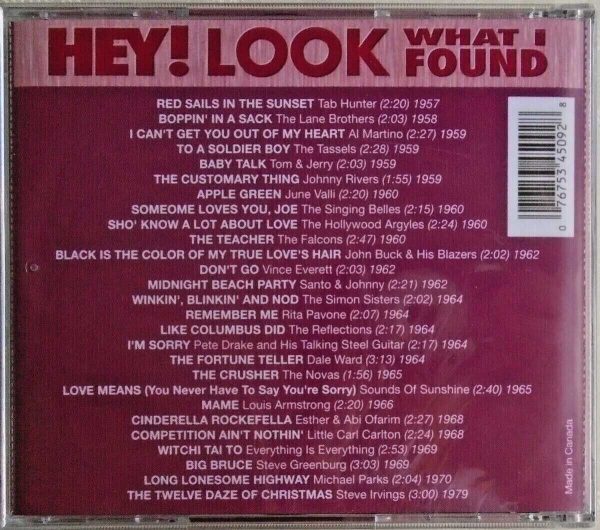 HEY! LOOK WHAT I FOUND
RED SAILS IN THE SUNSET Tab Hunter (2:20) 1957
BOPPIN' IN A SACK The Lane Brothers (2:03) 1958
I CAN'T GET YOU OUT OF MY HEART Al Martino (2:27) 1959
TO A SOLDIER BOY The Tassels (2:28) 1959
BABY TALK Tom & Jerry (2:03) 1959
THE CUSTOMARY THING Johnny Rivers (1:55) 1959
APPLE GREEN June Valli (2:20) 1960
SOMEONE LOVES YOU, JOE The Singing Belles (2:15) 1960
SHO' KNOW A LOT ABOUT LOVE The Hollywood Argyles (2:24) 1960
THE TEACHER The Falcons (2:47) 1960
BLACK IS THE COLOR OF MY TRUE LOVE'S HAIR John Buck & His Blazers (2:02) 1962
DON'T GO Vince Everett (2:03) 1962
MIDNIGHT BEACH PARTY Santo & Johnny (2:21) 1962
WINKIN', BLINKIN' AND NOD The Simon Sisters (2:02) 1964
REMEMBER ME Rita Pavone (2:07) 1964
LIKE COLUMBUS DID The Reflections (2:17) 1964
I'M SORRY Pete Drake and His Talking Steel Guitar (2:17) 1964
THE FORTUNE TELLER Dale Ward (3:13) 1964
THE CRUSHER The Novas (1:56) 1965
LOVE MEANS (You Never Have To Say You're Sorry) Sounds Of Sunshine (2:40) 1965
MAME Louis Armstrong (2:20) 1966
CINDERELLA ROCKEFELLA Esther & Abi Ofarim (2:27) 1968
COMPETITION AIN'T NOTHIN' Little Carl Carlton (2:24) 1968
WITCHI TAI TO Everything Is Everything (2:53) 1969
BIG BRUCE Steve Greenburg (3:03) 1969
LONG LONESOME HIGHWAY Michael Parks (2:04) 1970
THE TWELVE DAZE OF CHRISTMAS Steve Irvings (3:00) 1979
0 76753 45092 8
Made in Canada